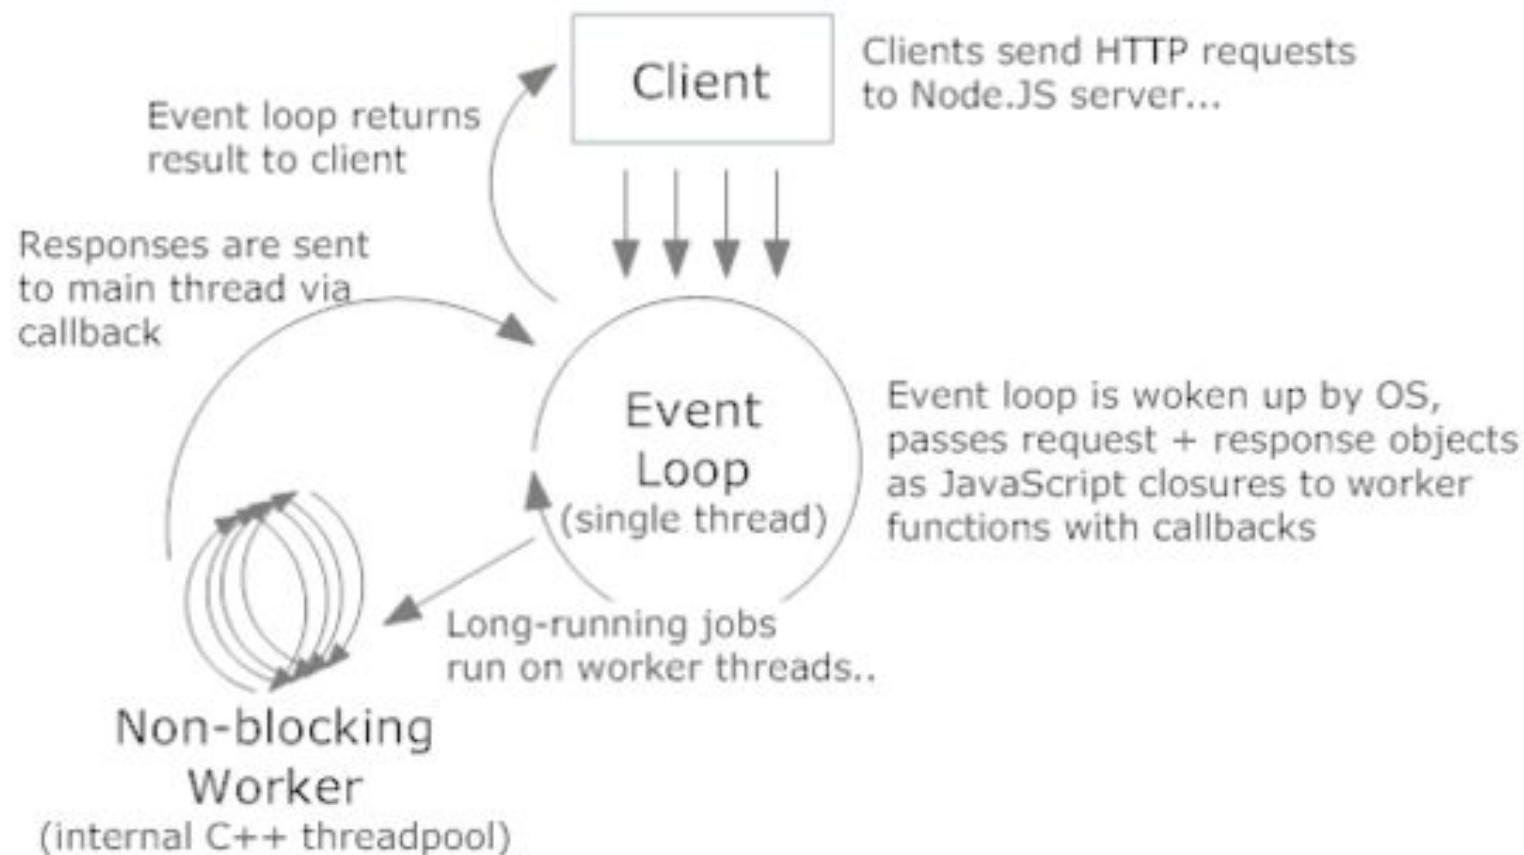 Client
Clients send HTTP requests
to Node.JS server...
Event loop returns
result to client
Responses are sent
to main thread via
callback
Event
Loop
(single thread)
Event loop is woken up by OS,
passes request + response objects
as JavaScript closures to worker
functions with callbacks
Long-running jobs
run on worker threads..
Non-blocking
Worker
(internal C++ threadpool)